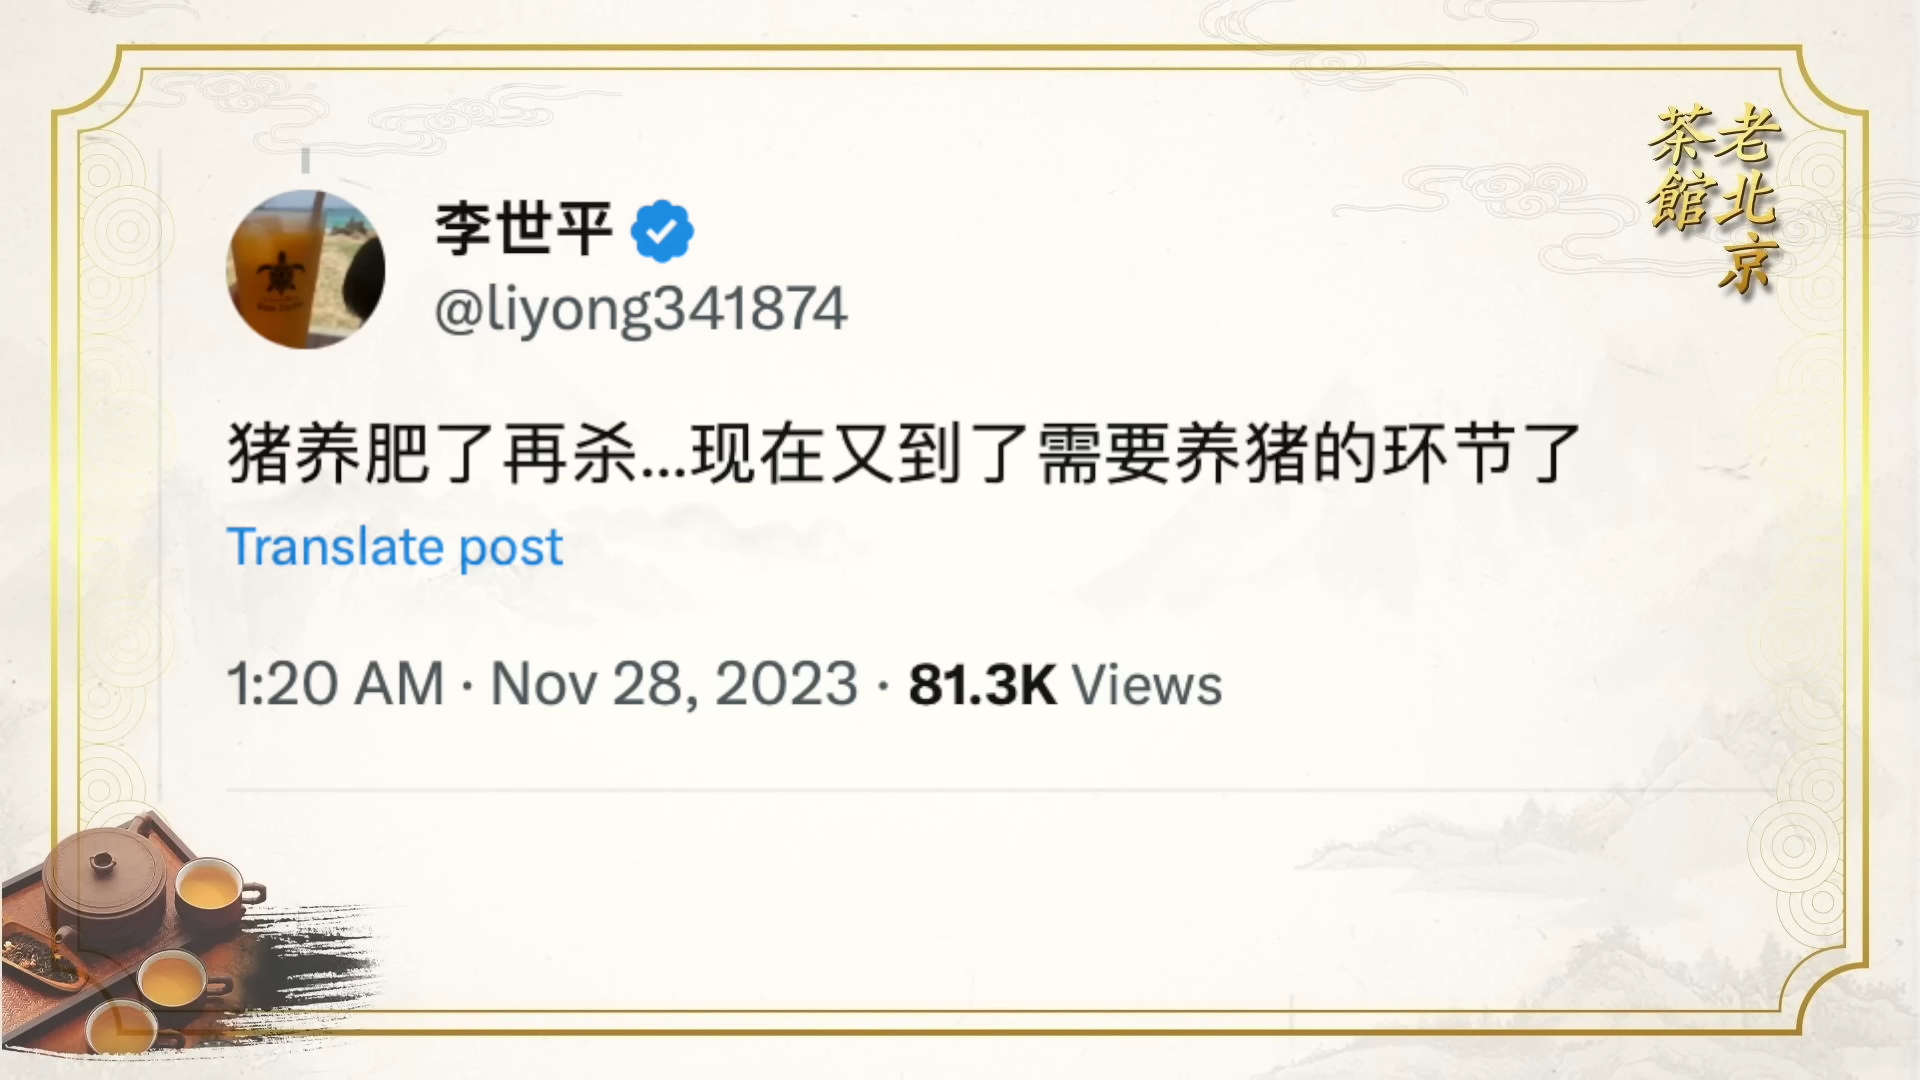 老北京
茶館
李世平
@liyong341874
猪养肥了再杀...现在又到了需要养猪的环节了
Translate post
1:20 AM · Nov 28, 2023 · 81.3K Views